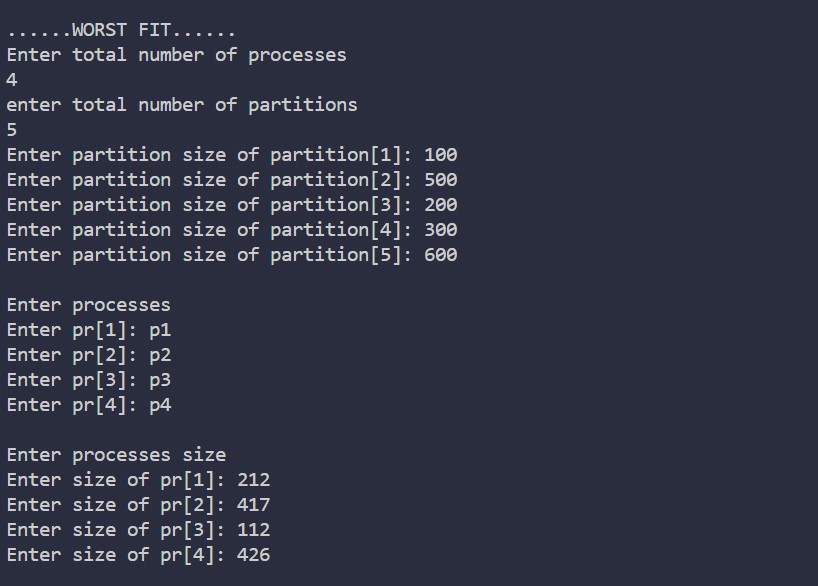 ......WORST FIT......
Enter total number of processes
4
enter total number of partitions
5
Enter partition size of partition[1]: 100
Enter partition size of partition[2]: 500
Enter partition size of partition[3]: 200
Enter partition size of partition[4]: 300
Enter partition size of partition[5]: 600
Enter processes
Enter pr[1]: p1
Enter pr[2]: p2
Enter pr[3]: p3
Enter pr[4]: p4
Enter processes size
Enter size of pr[1]: 212
Enter size of pr[2]: 417
Enter size of pr[3]: 112
Enter size of pr[4]: 426